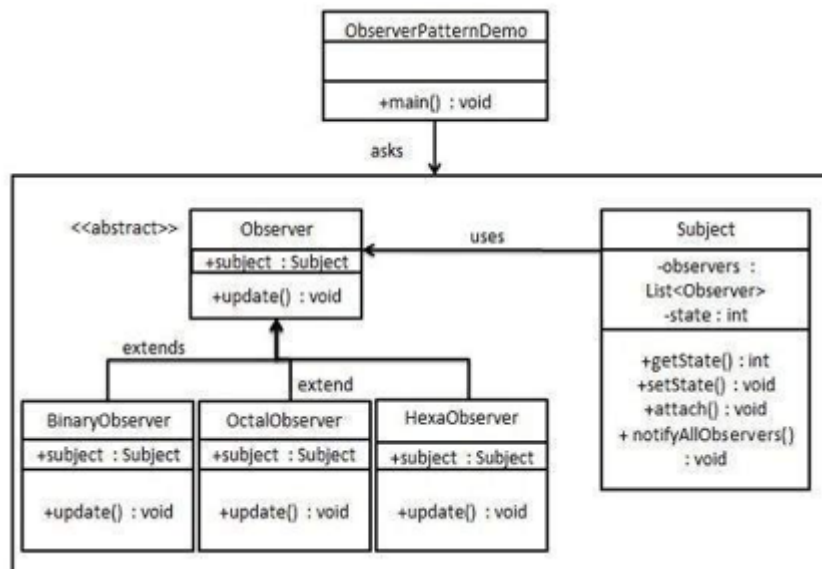 ObserverPatternDemo
+main() : void
asks
<<abstract>>
Observer
+subject : Subject
+update() : void
uses
Subject
-observers :
List<Observer>
-state : int
+getState() : int
+setState() : void
+attach() : void
+ notifyAllObservers()
: void
extends
extend
BinaryObserver
+subject : Subject
+update() : void
OctalObserver
+subject : Subject
+update() : void
HexaObserver
+subject : Subject
+update() : void